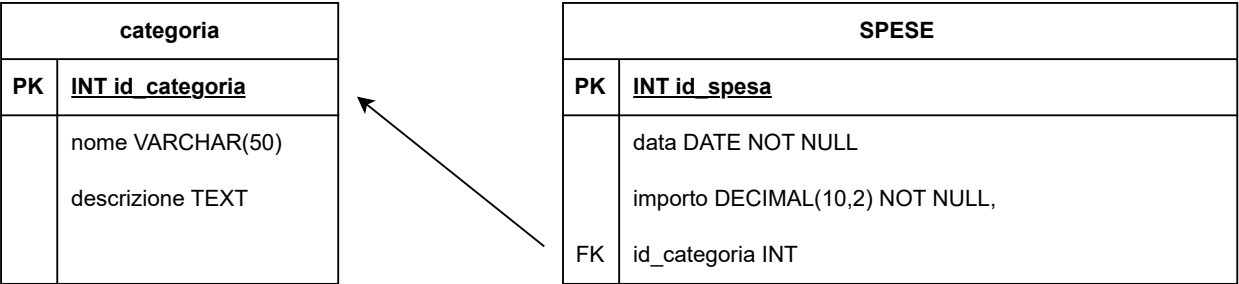 categoria
PK INT id_categoria
nome VARCHAR(50)
descrizione TEXT
SPESE
PK INT id_spesa
data DATE NOT NULL
importo DECIMAL(10,2) NOT NULL,
FK id_categoria INT